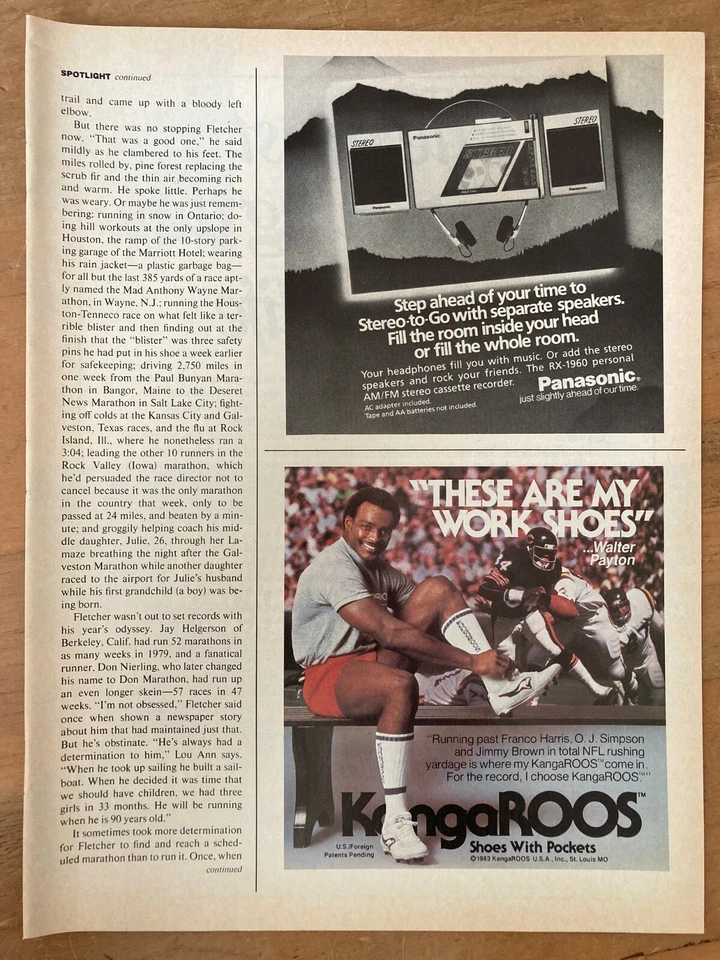 SPOTLIGHT continued
trail and came up with a bloody left
elbow.
But there was no stopping Fletcher
now. "That was a good one," he said
mildly as he clambered to his feet. The
miles rolled by, pine forest replacing the
scrub fir and the thin air becoming rich
and warm. He spoke little. Perhaps he
was weary. Or maybe he was just remem-
bering: running in snow in Ontario; do-
ing hill workouts at the only upslope in
Houston, the ramp of the 10-story park-
ing garage of the Marriott Hotel; wearing
his rain jacket—a plastic garbage bag—
for all but the last 385 yards of a race apt-
ly named the Mad Anthony Wayne Mar-
athon, in Wayne, N.J.; running the Hous-
ton-Tenneco race on what felt like a ter-
rible blister and then finding out at the
finish that the "blister" was three safety
pins he had put in his shoe a week earlier
for safekeeping; driving 2,750 miles in
one week from the Paul Bunyan Mara-
thon in Bangor, Maine to the Deseret
News Marathon in Salt Lake City; fight-
ing off colds at the Kansas City and Gal-
veston, Texas races, and the flu at Rock
Island, Ill., where he nonetheless ran a
3:04; leading the other 10 runners in the
Rock Valley (Iowa) marathon, which
he'd persuaded the race director not to
cancel because it was the only marathon
in the country that week, only to be
passed at 24 miles, and beaten by a min-
ute; and groggily helping coach his mid-
dle daughter, Julie, 26, through her La-
maze breathing the night after the Gal-
veston Marathon while another daughter
raced to the airport for Julie's husband
while his first grandchild (a boy) was be-
ing born.
Fletcher wasn't out to set records with
his year's odyssey. Jay Helgerson of
Berkeley, Calif. had run 52 marathons in
as many weeks in 1979, and a fanatical
runner, Don Nierling, who later changed
his name to Don Marathon, had run up
an even longer skein—57 races in 47
weeks. "I'm not obsessed," Fletcher said
once when shown a newspaper story
about him that had maintained just that.
But he's obstinate. "He's always had a
determination to him," Lou Ann says.
"When he took up sailing he built a sail-
boat. When he decided it was time that
we should have children, we had three
girls in 33 months. He will be running
when he is 90 years old."
It sometimes took more determination
for Fletcher to find and reach a sched-
uled marathon than to run it. Once, when
continued
STEREO
Panasonic
STEREO
STEREO
Panasonic
Panasonic
Step ahead of your time to
Stereo-to-Go with separate speakers.
Fill the room inside your head
or fill the whole room.
Your headphones fill you with music. Or add the stereo
speakers and rock your friends. The RX-1960 personal
AM/FM stereo cassette recorder.
AC adapter included.
Tape and AA batteries not included.
Panasonic®
just slightly ahead of our time.
"THESE ARE MY
WORK SHOES"
...Walter
Payton
34
"Running past Franco Harris, O. J. Simpson
and Jimmy Brown in total NFL rushing
yardage is where my KangaROOS™ come in.
For the record, I choose KangaROOS™"
KangaROOS™
Shoes With Pockets
U.S./Foreign
Patents Pending
©1983 KangaROOS U.S.A., Inc., St. Louis MO